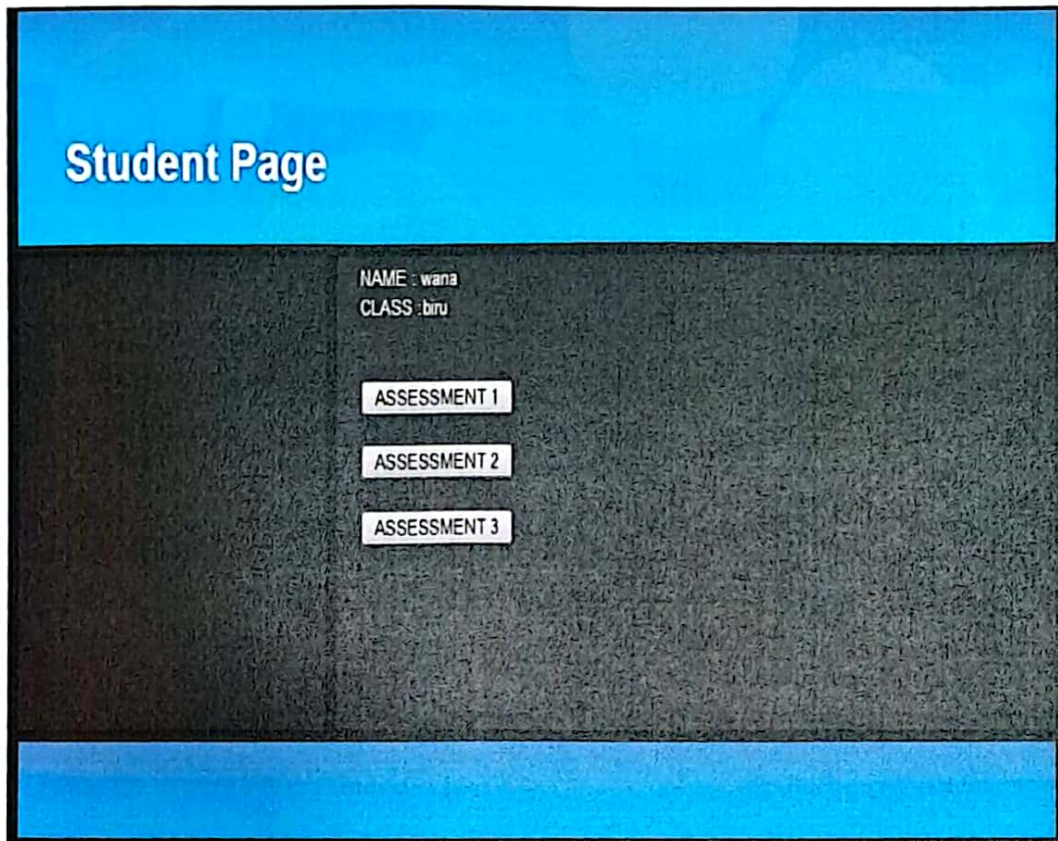 Student Page
NAME : wana
CLASS :biru
ASSESSMENT 1
ASSESSMENT 2
ASSESSMENT 3